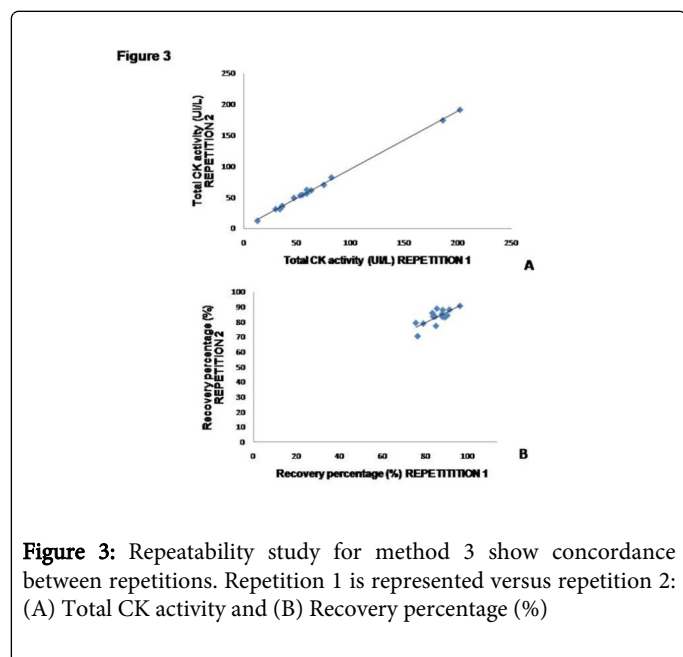 Figure 3
250
200
150
100
50
0
Total CK activity (UI/L)
REPETITION 2
0 50 100 150 200 250
Total CK activity (UI/L) REPETITION 1
A
100
90
80
70
60
50
40
30
20
10
0
Recovery percentage (%)
REPETITION 2
0 20 40 60 80 100
Recovery percentage (%) REPETITITION 1
B
Figure 3: Repeatability study for method 3 show concordance
between repetitions. Repetition 1 is represented versus repetition 2:
(A) Total CK activity and (B) Recovery percentage (%)